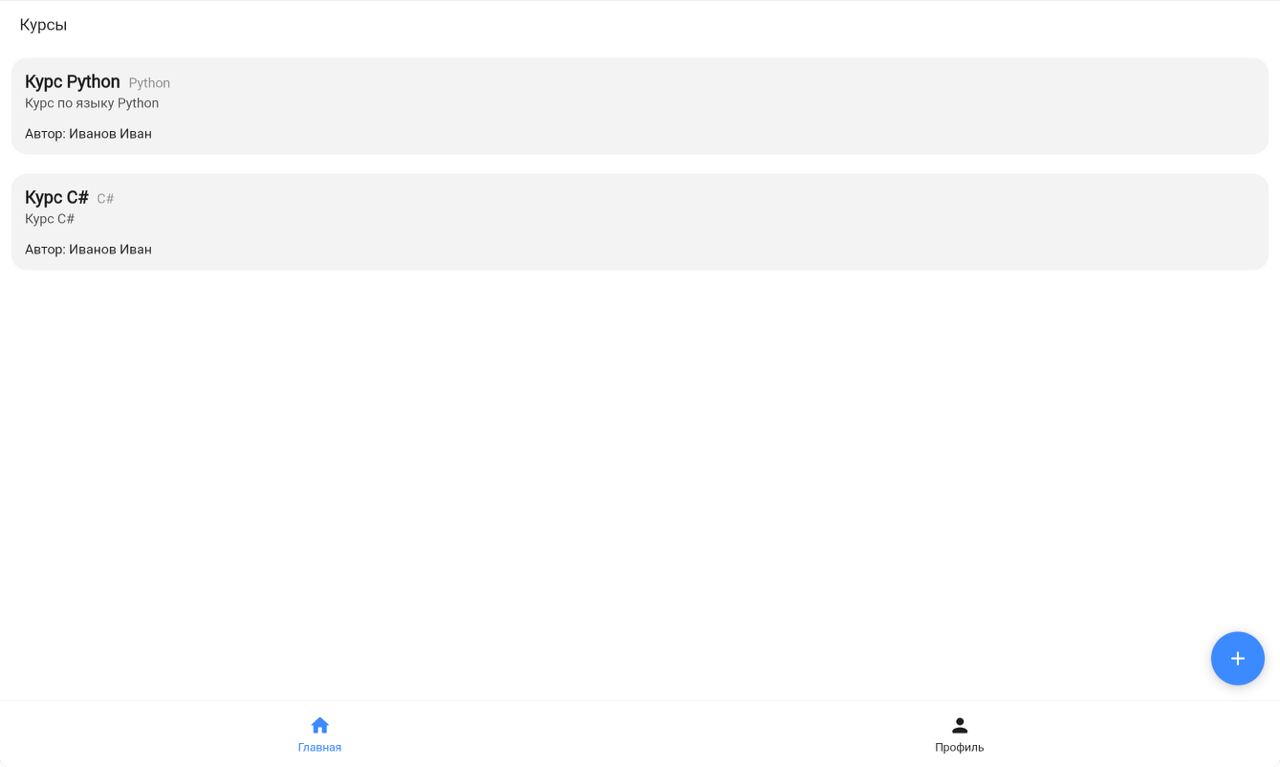 Курсы
Курс Python Python
Курс по языку Python
Автор: Иванов Иван
Курс C# C#
Курс C#
Автор: Иванов Иван
Главная
Профиль